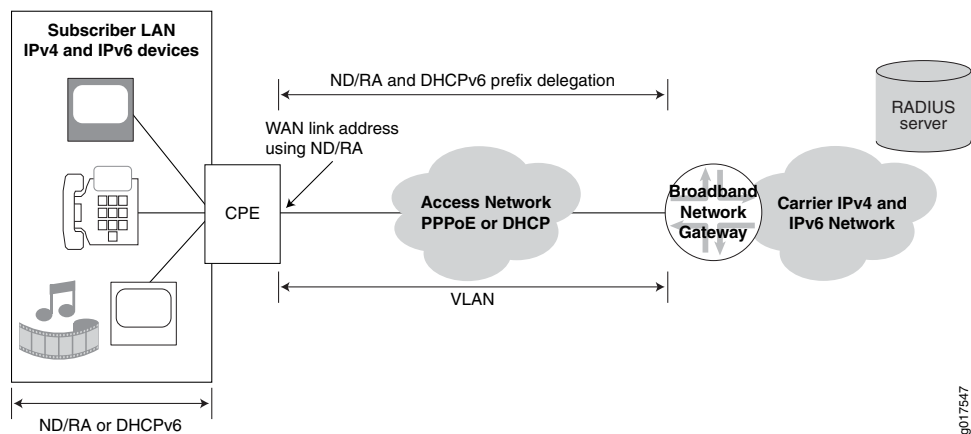 Subscriber LAN
IPv4 and IPv6 devices
ND/RA and DHCPv6 prefix delegation
RADIUS
server
WAN link address
using ND/RA
CPE
Access Network
PPPoE or DHCP
Broadband
Network
Gateway
Carrier IPv4 and
IPv6 Network
VLAN
ND/RA or DHCPv6
g017547